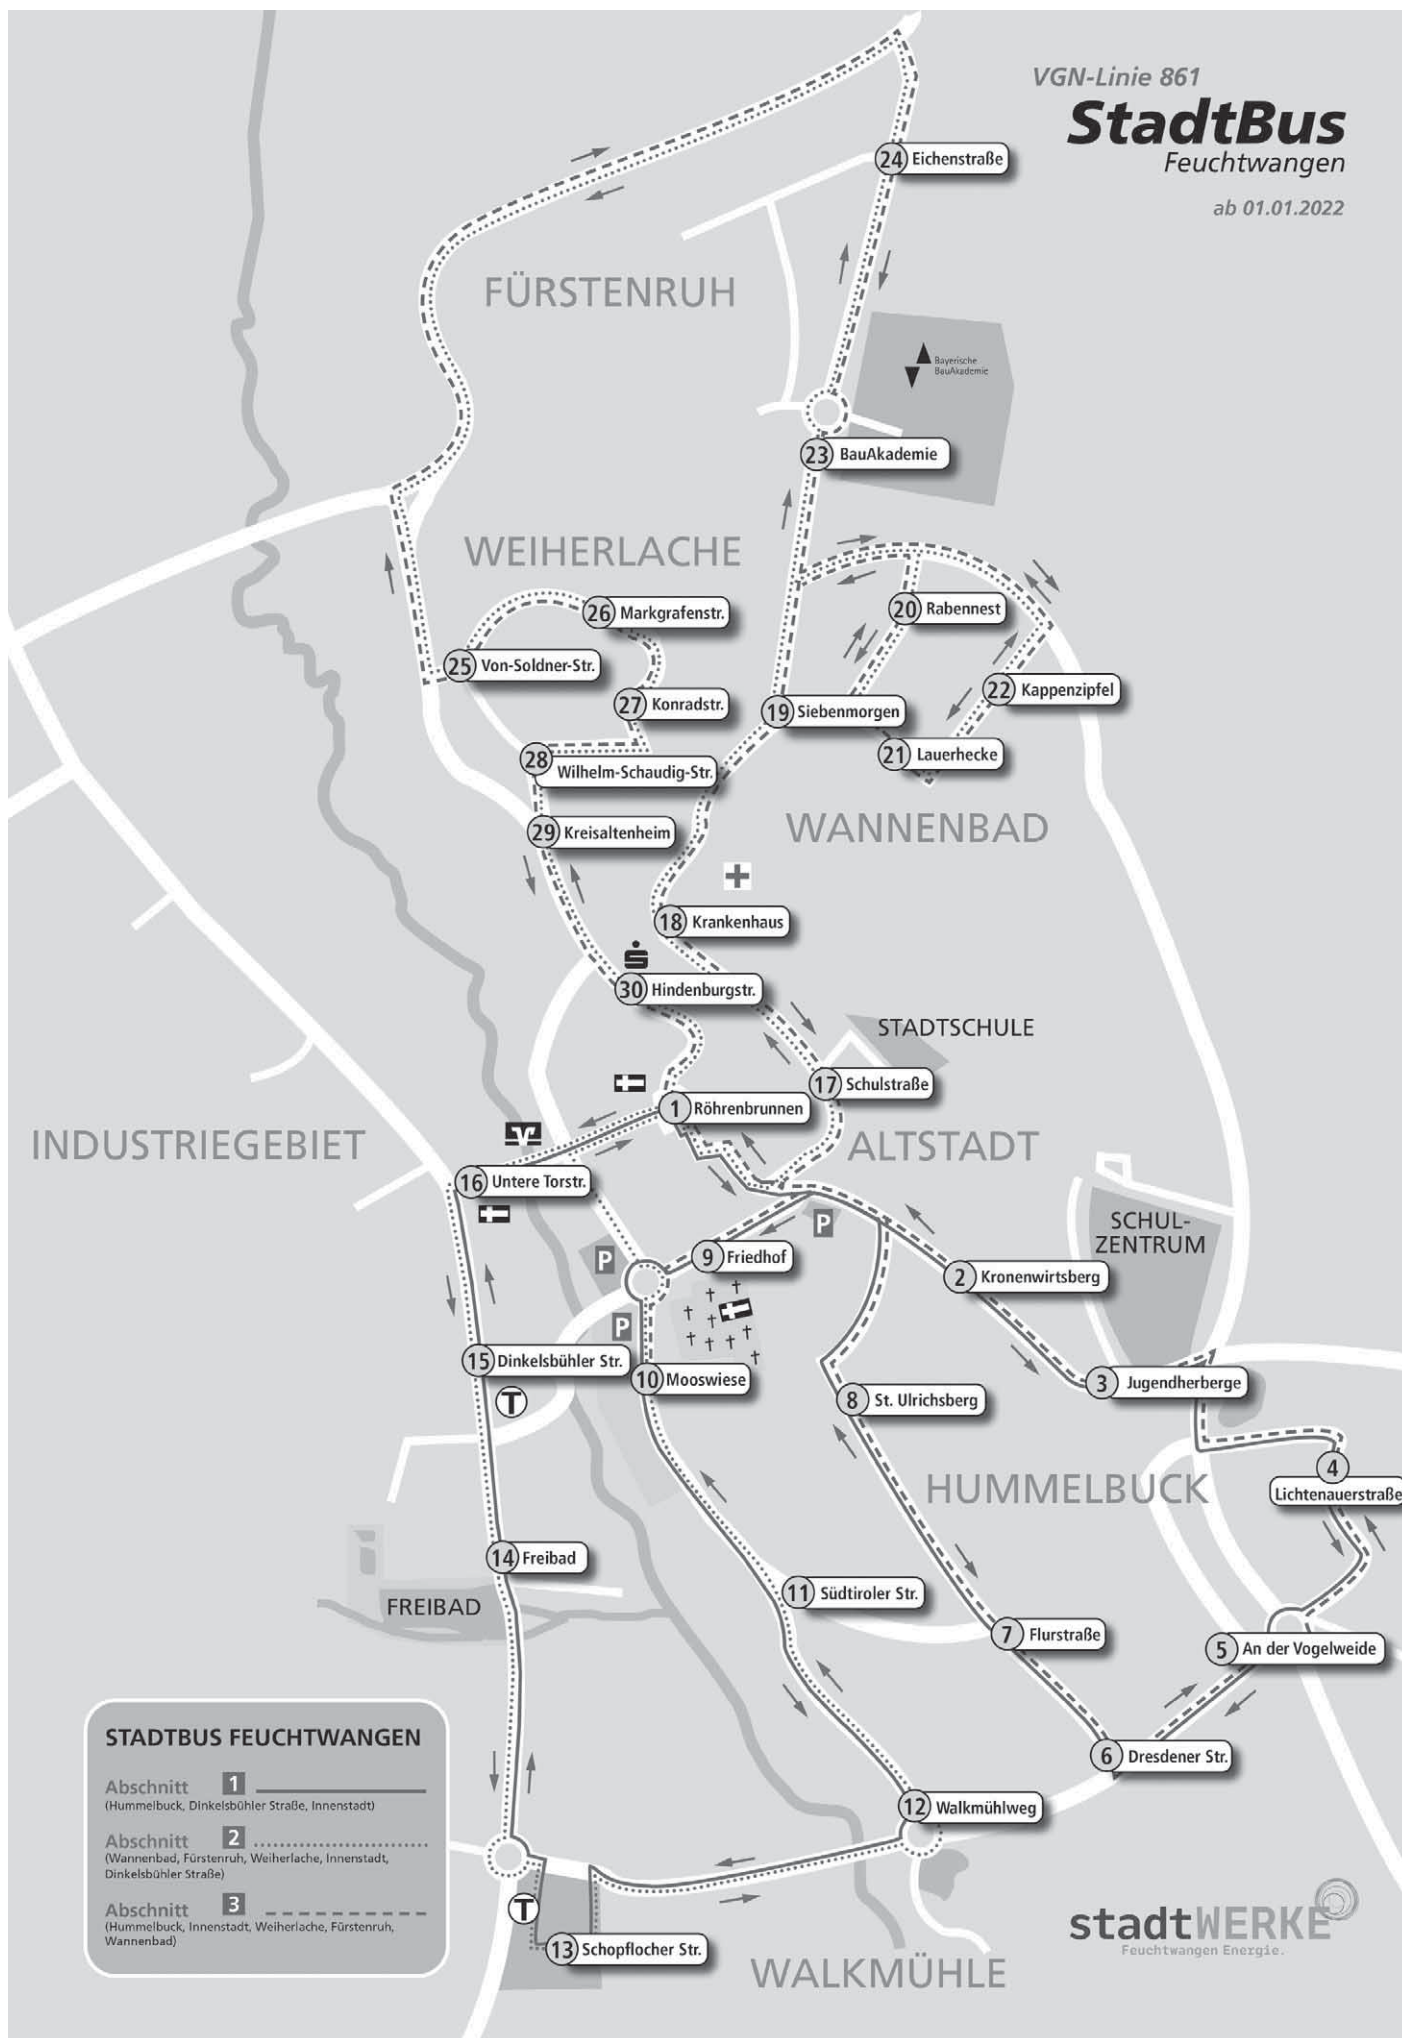 VGN-Linie 861
StadtBus
Feuchtwangen
ab 01.01.2022
24 Eichenstraße
FÜRSTENRUH
Bayerische
BauAkademie
23 BauAkademie
WEIHERLACHE
26 Markgrafenstr.
20 Rabennest
25 Von-Soldner-Str.
22 Kappenzipfel
27 Konradstr.
19 Siebenmorgen
28
Wilhelm-Schaudig-Str.
21 Lauerhecke
29 Kreisaltenheim
WANNENBAD
18 Krankenhaus
30 Hindenburgstr.
STADTSCHULE
17 Schulstraße
1 Röhrenbrunnen
INDUSTRIEGEBIET
ALTSTADT
16 Untere Torstr.
P
SCHUL-
ZENTRUM
P
9 Friedhof
2 Kronenwirtsberg
P
15 Dinkelsbühler Str.
10 Mooswiese
3 Jugendherberge
T
8 St. Ulrichsberg
HUMMELBUCK
4
Lichtenauerstraße
14 Freibad
FREIBAD
11 Südtiroler Str.
7 Flurstraße
5 An der Vogelweide
6 Dresdener Str.
12 Walkmühlweg
T
13 Schopflocher Str.
WALKMÜHLE
STADTBUS FEUCHTWANGEN
Abschnitt 1
(Hummelbuck, Dinkelsbühler Straße, Innenstadt)
Abschnitt 2
(Wannenbad, Fürstenruh, Weiherlache, Innenstadt,
Dinkelsbühler Straße)
Abschnitt 3
(Hummelbuck, Innenstadt, Weiherlache, Fürstenruh,
Wannenbad)
stadtWERKE
Feuchtwangen Energie.